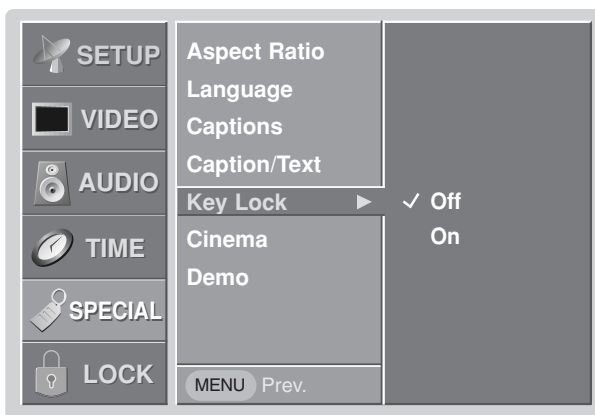 SETUP
VIDEO
AUDIO
TIME
SPECIAL
LOCK
Aspect Ratio
Language
Captions
Caption/Text
Key Lock ►
Cinema
Demo
MENU Prev.
✓ Off
On